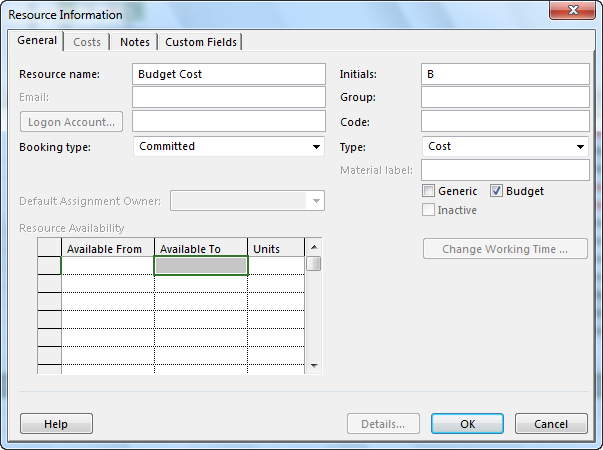 Resource Information
General Costs Notes Custom Fields
Resource name: Budget Cost Initials: B
Email: Group:
Logon Account... Code:
Booking type: Committed Type: Cost
Material label:
Generic Budget
Default Assignment Owner:
Inactive
Resource Availability
Available From Available To Units
Change Working Time ...
Help Details... OK Cancel